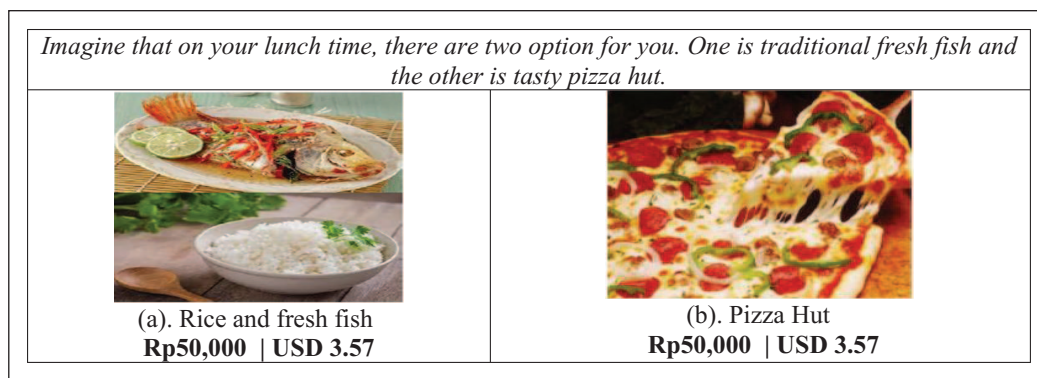 Imagine that on your lunch time, there are two option for you. One is traditional fresh fish and
the other is tasty pizza hut.
(a). Rice and fresh fish
Rp50,000 | USD 3.57
(b). Pizza Hut
Rp50,000 | USD 3.57